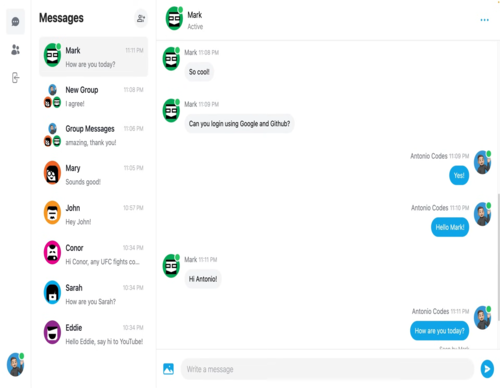 Messages
Mark
11:11 PM
How are you today?
New Group
11:08 PM
I agree!
Group Messages
11:08 PM
amazing, thank you!
Mary
11:05 PM
Sounds good!
John
10:57 PM
Hey John!
Conor
10:34 PM
Hi Conor, any UFC fights co...
Sarah
10:34 PM
How are you Sarah?
Eddie
10:34 PM
Hello Eddie, say hi to YouTube!
Mark
Active
Mark 11:08 PM
So cool!
Mark 11:09 PM
Can you login using Google and Github?
Antonio Codes 11:09 PM
Yes!
Antonio Codes 11:10 PM
Hello Mark!
Mark 11:11 PM
Hi Antonio!
Antonio Codes 11:11 PM
How are you today?
Seen by Mark
Write a message